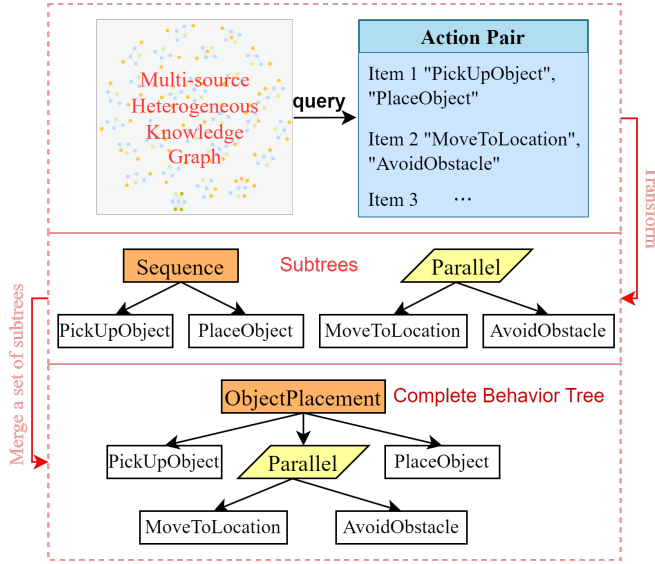 Multi-source
Heterogeneous
Knowledge
Graph
query
Action Pair
Item 1 "PickUpObject",
"PlaceObject"
Item 2 "MoveToLocation",
"AvoidObstacle"
Item 3 ...
Transform
Sequence
Subtrees
Parallel
PickUpObject
PlaceObject
MoveToLocation
AvoidObstacle
Merge a set of subtrees
ObjectPlacement
Complete Behavior Tree
PickUpObject
Parallel
PlaceObject
MoveToLocation
AvoidObstacle